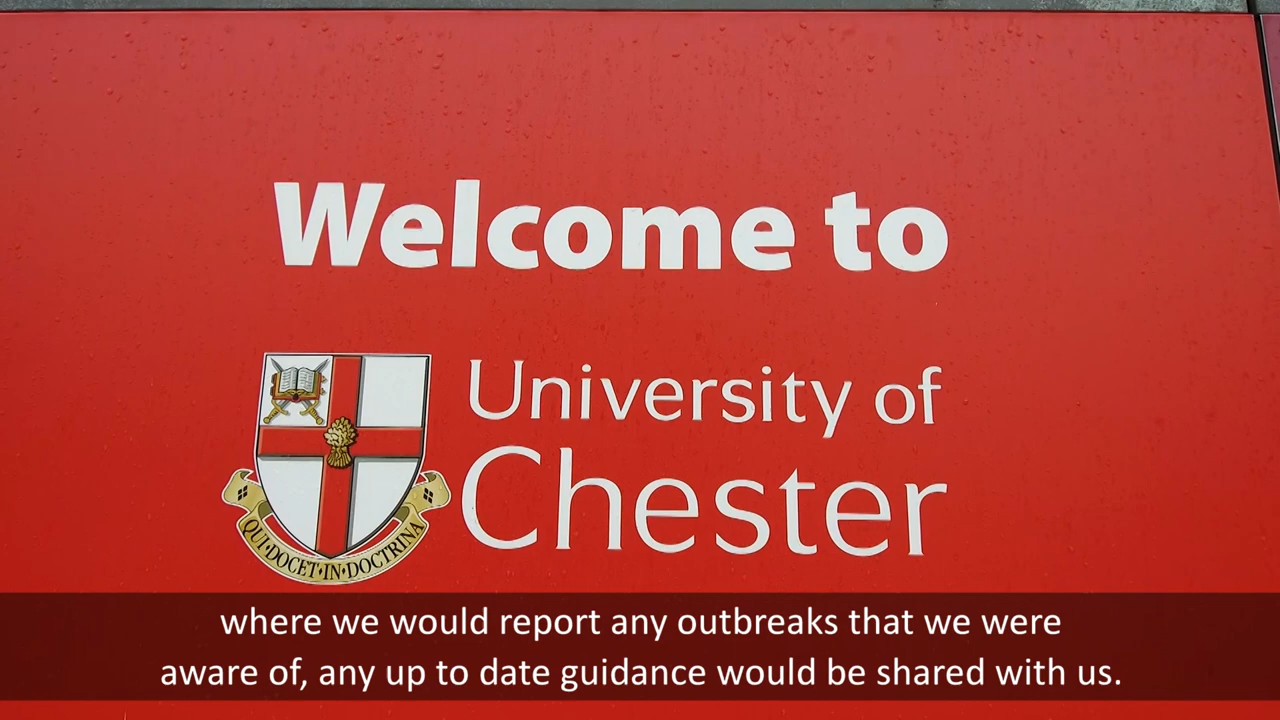 Welcome to
University of
Chester
QUI·DOCET·IN·DOCTRINA
where we would report any outbreaks that we were
aware of, any up to date guidance would be shared with us.